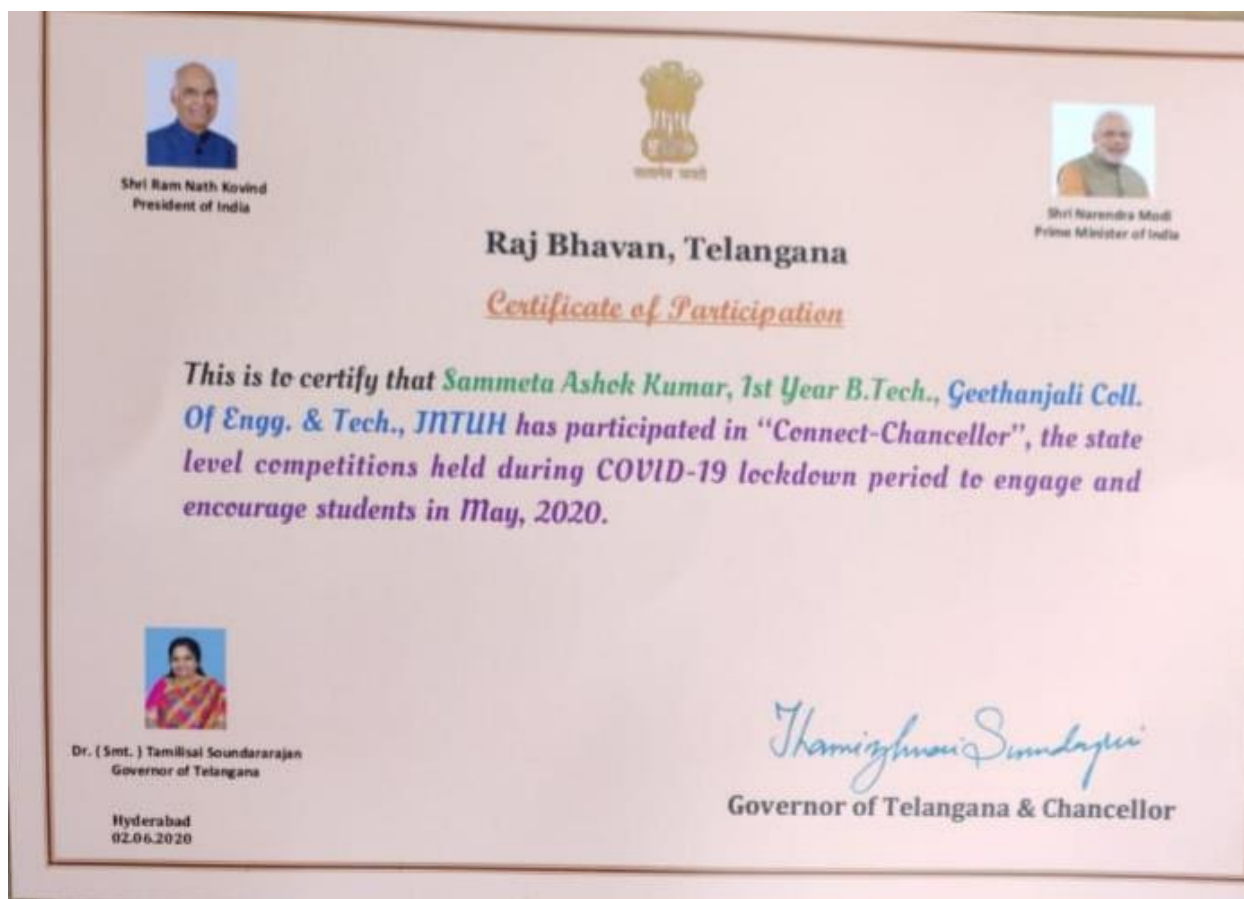 सत्यमेव जयते
Shri Ram Nath Kovind
President of India
Shri Narendra Modi
Prime Minister of India
Raj Bhavan, Telangana
Certificate of Participation
This is to certify that Sammeta Ashok Kumar, 1st Year B.Tech., Geethanjali Coll.
Of Engg. & Tech., JNTUH has participated in “Connect-Chancellor”, the state
level competitions held during COVID-19 lockdown period to engage and
encourage students in May, 2020.
Dr. ( Smt. ) Tamilisai Soundararajan
Governor of Telangana
Hyderabad
02.06.2020
Governor of Telangana & Chancellor